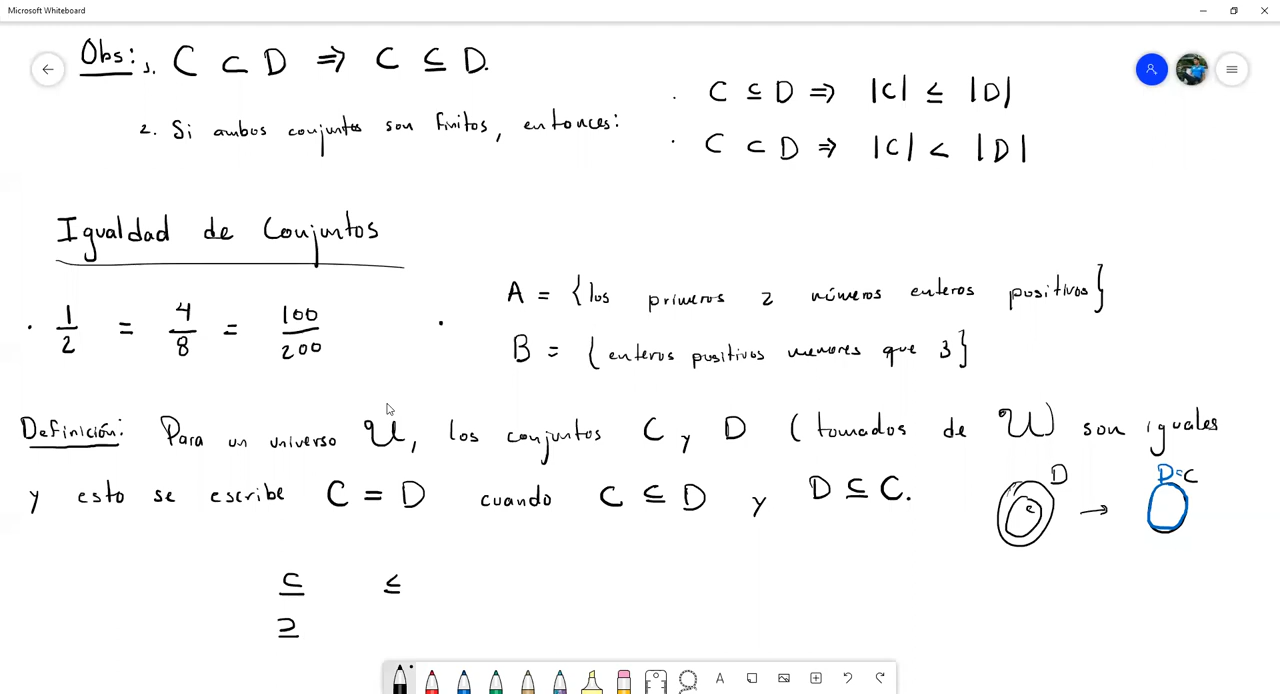 Microsoft Whiteboard
Obs: 1. C ⊂ D ⇒ C ⊆ D.
2. Si ambos conjuntos son finitos, entonces:
· C ⊆ D ⇒ |C| ≤ |D|
· C ⊂ D ⇒ |C| < |D|
Igualdad de Conjuntos
· 1/2 = 4/8 = 100/200
· A = {los primeros 2 números enteros positivos}
B = {enteros positivos menores que 3}
Definición: Para un universo U, los conjuntos C y D (tomados de U) son iguales
y esto se escribe C = D cuando C ⊆ D y D ⊆ C.
D C → D=C
⊆ ≤
⊇
A